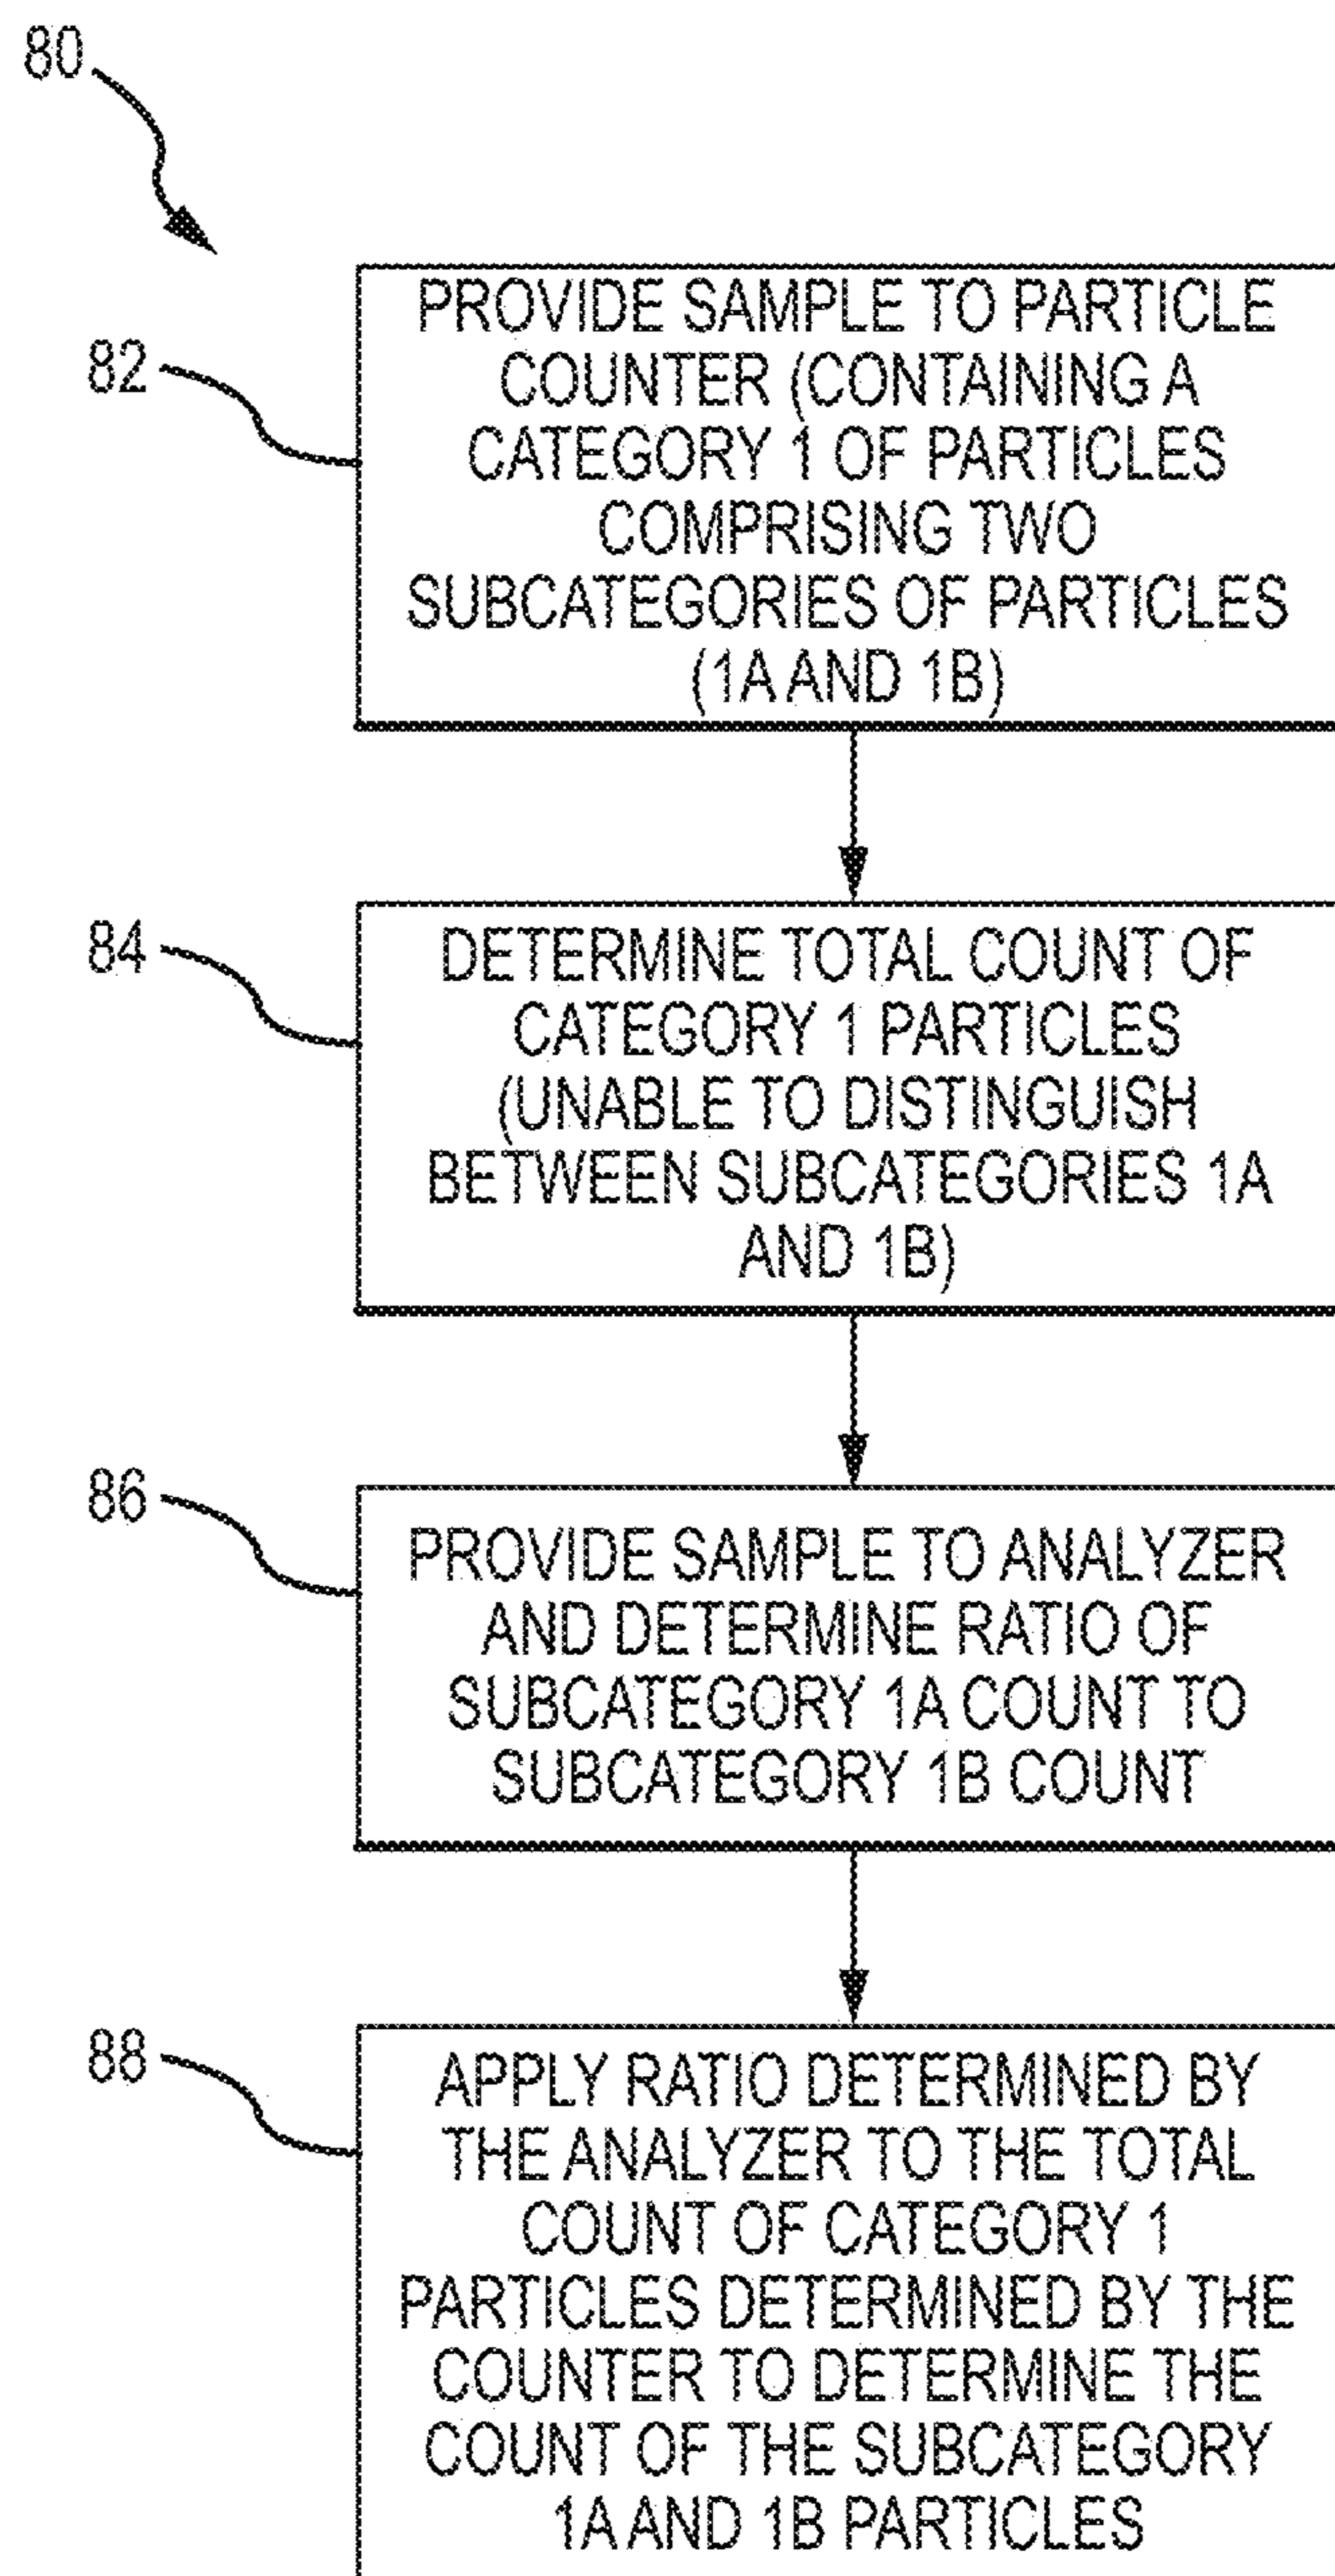 80
82
PROVIDE SAMPLE TO PARTICLE
COUNTER (CONTAINING A
CATEGORY 1 OF PARTICLES
COMPRISING TWO
SUBCATEGORIES OF PARTICLES
(1A AND 1B)
84
DETERMINE TOTAL COUNT OF
CATEGORY 1 PARTICLES
(UNABLE TO DISTINGUISH
BETWEEN SUBCATEGORIES 1A
AND 1B)
86
PROVIDE SAMPLE TO ANALYZER
AND DETERMINE RATIO OF
SUBCATEGORY 1A COUNT TO
SUBCATEGORY 1B COUNT
88
APPLY RATIO DETERMINED BY
THE ANALYZER TO THE TOTAL
COUNT OF CATEGORY 1
PARTICLES DETERMINED BY THE
COUNTER TO DETERMINE THE
COUNT OF THE SUBCATEGORY
1A AND 1B PARTICLES